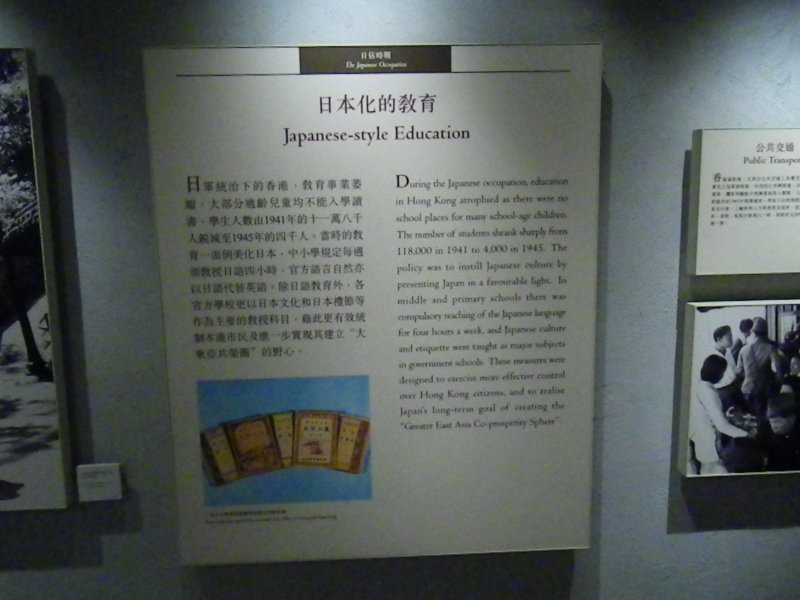 日佔時期
The Japanese Occupation
日本化的敎育
Japanese-style Education
日軍統治下的香港，敎育事業萎
縮，大部分適齡兒童均不能入學讀
書，學生人數由1941年的十一萬八千
人銳減至1945年的四千人。當時的敎
育一面倒美化日本，中小學規定每週
須敎授日語四小時，官方語言自然亦
以日語代替英語。除日語敎育外，各
官方學校更以日本文化和日本禮節等
作為主要的敎授科目，藉此更有效統
制本港市民及進一步實現其建立“大
東亞共榮圈”的野心。
During the Japanese occupation, education
in Hong Kong atrophied as there were no
school places for many school-age children.
The number of students shrank sharply from
118,000 in 1941 to 4,000 in 1945. The
policy was to instill Japanese culture by
presenting Japan in a favourable light. In
middle and primary schools there was
compulsory teaching of the Japanese language
for four hours a week, and Japanese culture
and etiquette were taught as major subjects
in government schools. These measures were
designed to exercise more effective control
over Hong Kong citizens, and to realise
Japan's long-term goal of creating the
"Greater East Asia Co-prosperity Sphere".
公共交通
Public Transpo